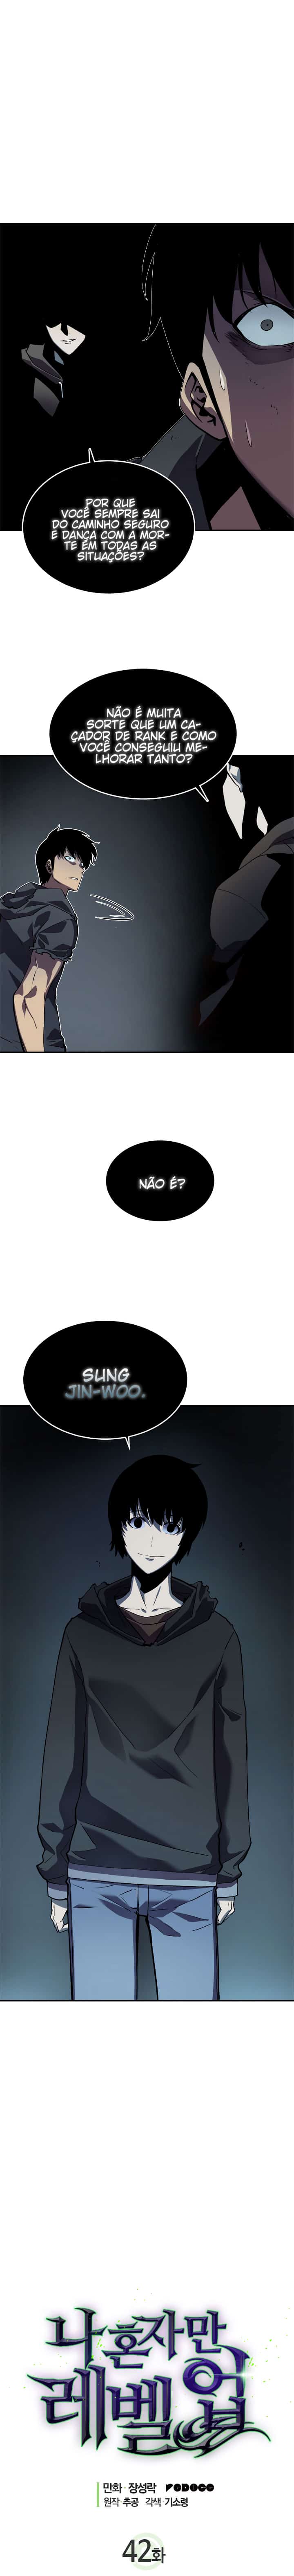 POR QUE
VOCÊ SEMPRE SAI
DO CAMINHO SEGURO
E DANÇA COM A MOR-
TE EM TODAS AS
SITUAÇÕES?
NÃO É MUITA
SORTE QUE UM CA-
ÇADOR DE RANK E COMO
VOCÊ CONSEGUIU ME-
LHORAR TANTO?
NÃO É?
SUNG
JIN-WOO.
나 혼자만
레벨업
만화 · 장성락 REDICE
원작·추공 각색·기소령
42화